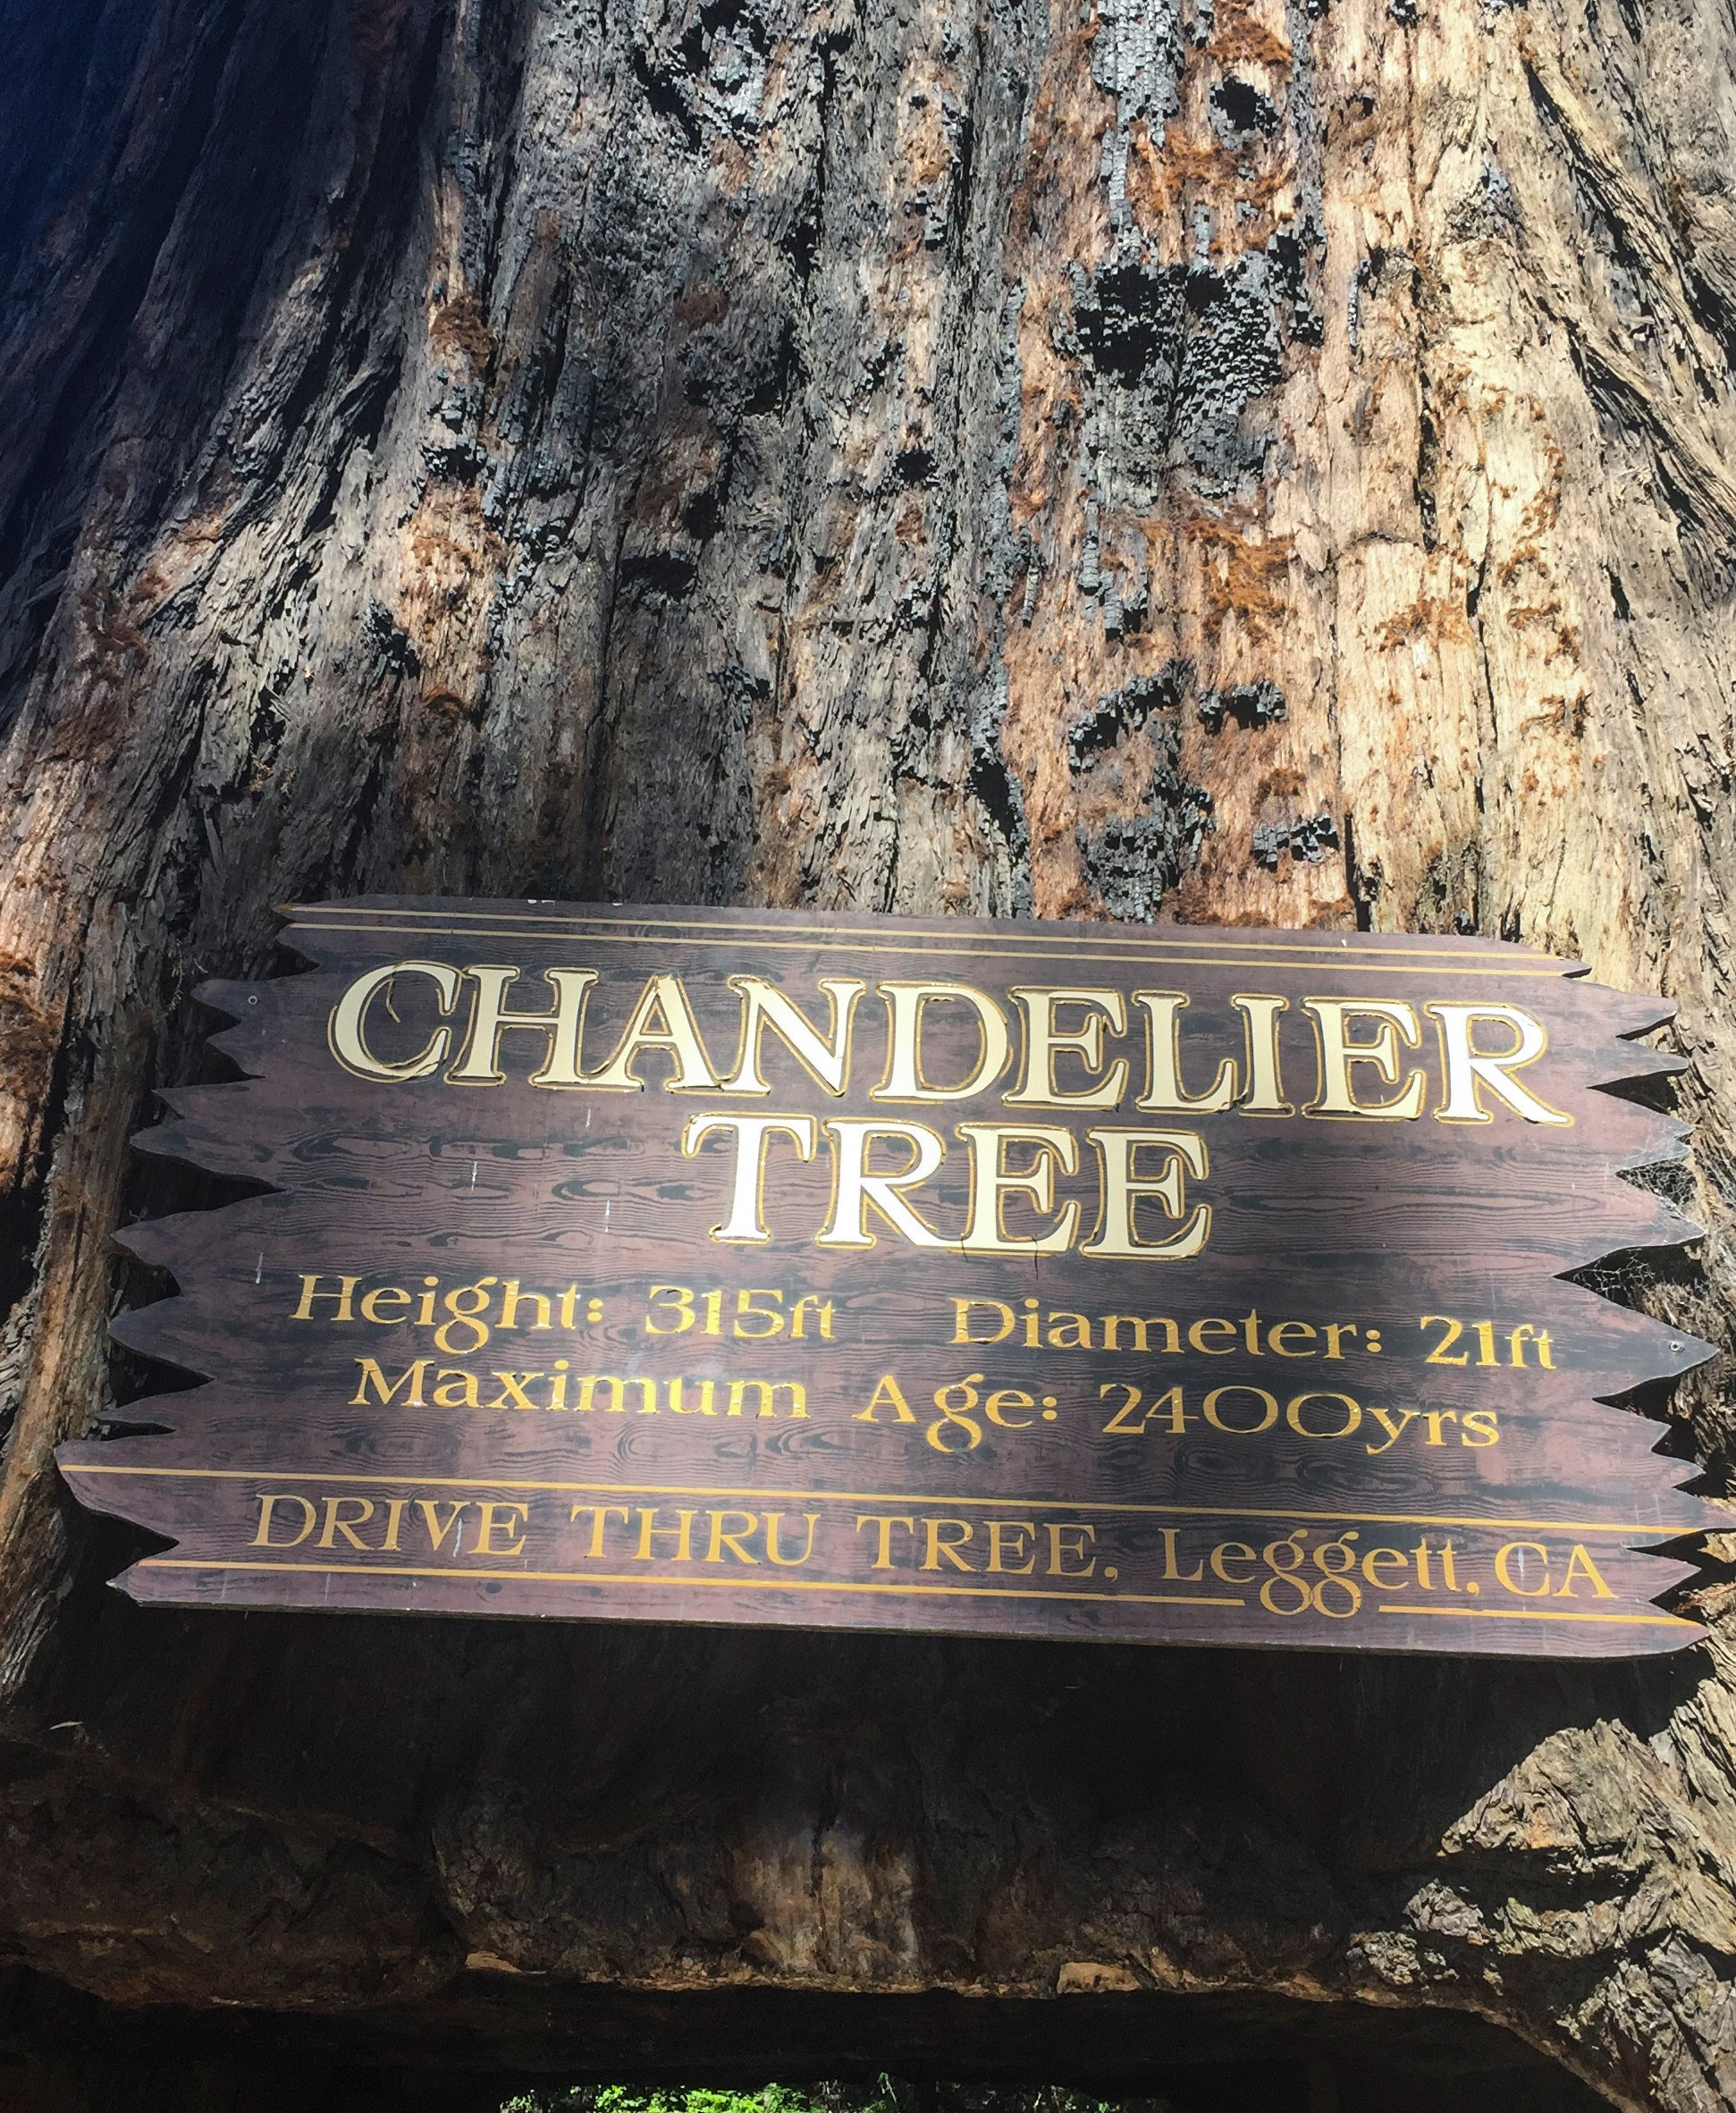 CHANDELIER
TREE
Height: 315ft Diameter: 21ft
Maximum Age: 2400yrs
DRIVE THRU TREE, Leggett, CA